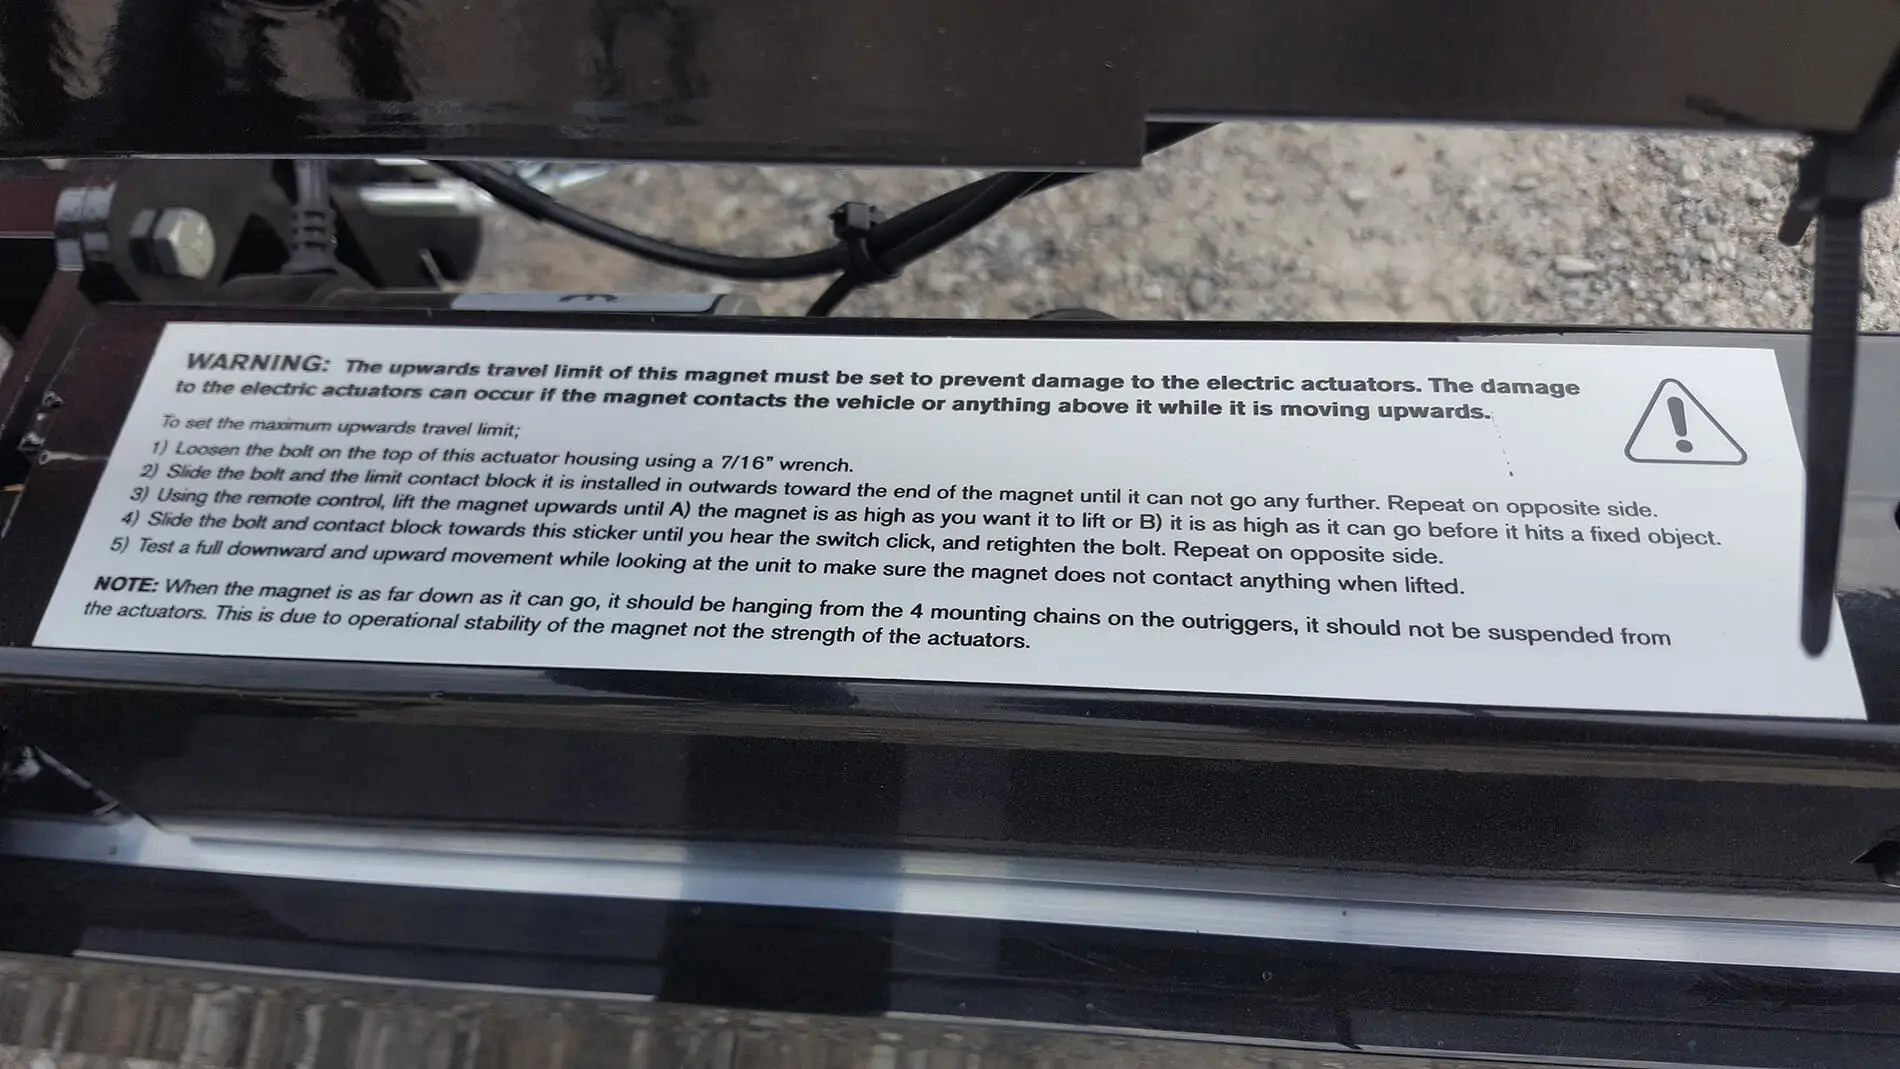 WARNING: The upwards travel limit of this magnet must be set to prevent damage to the electric actuators. The damage
to the electric actuators can occur if the magnet contacts the vehicle or anything above it while it is moving upwards.
To set the maximum upwards travel limit;
1) Loosen the bolt on the top of this actuator housing using a 7/16" wrench.
2) Slide the bolt and the limit contact block it is installed in outwards toward the end of the magnet until it can not go any further. Repeat on opposite side.
3) Using the remote control, lift the magnet upwards until A) the magnet is as high as you want it to lift or B) it is as high as it can go before it hits a fixed object.
4) Slide the bolt and contact block towards this sticker until you hear the switch click, and retighten the bolt. Repeat on opposite side.
5) Test a full downward and upward movement while looking at the unit to make sure the magnet does not contact anything when lifted.
NOTE: When the magnet is as far down as it can go, it should be hanging from the 4 mounting chains on the outriggers, it should not be suspended from
the actuators. This is due to operational stability of the magnet not the strength of the actuators.